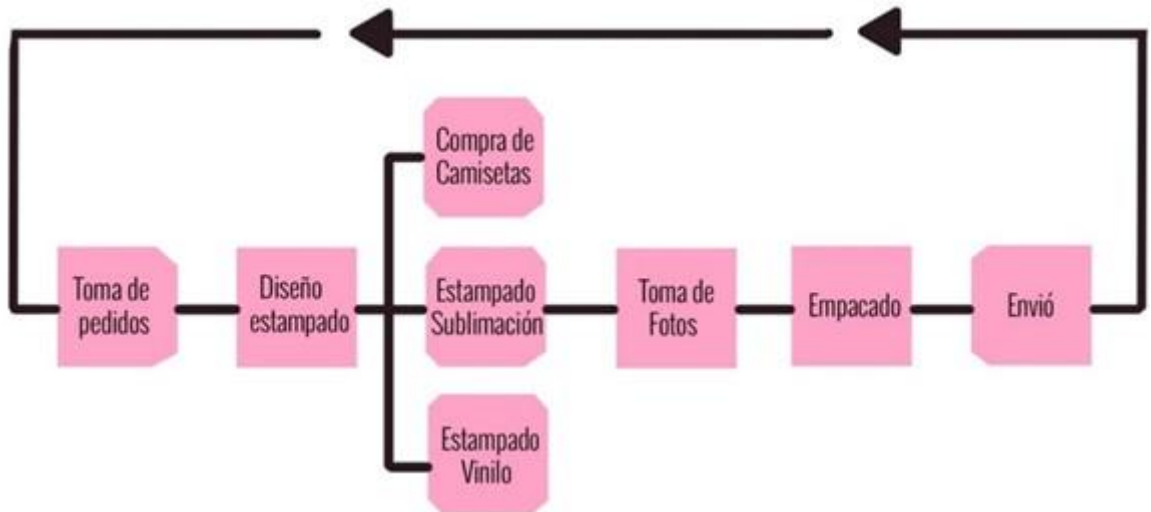 Compra de
Camisetas
Toma de
pedidos
Diseño
estampado
Estampado
Sublimación
Toma de
Fotos
Empacado
Envió
Estampado
Vinilo